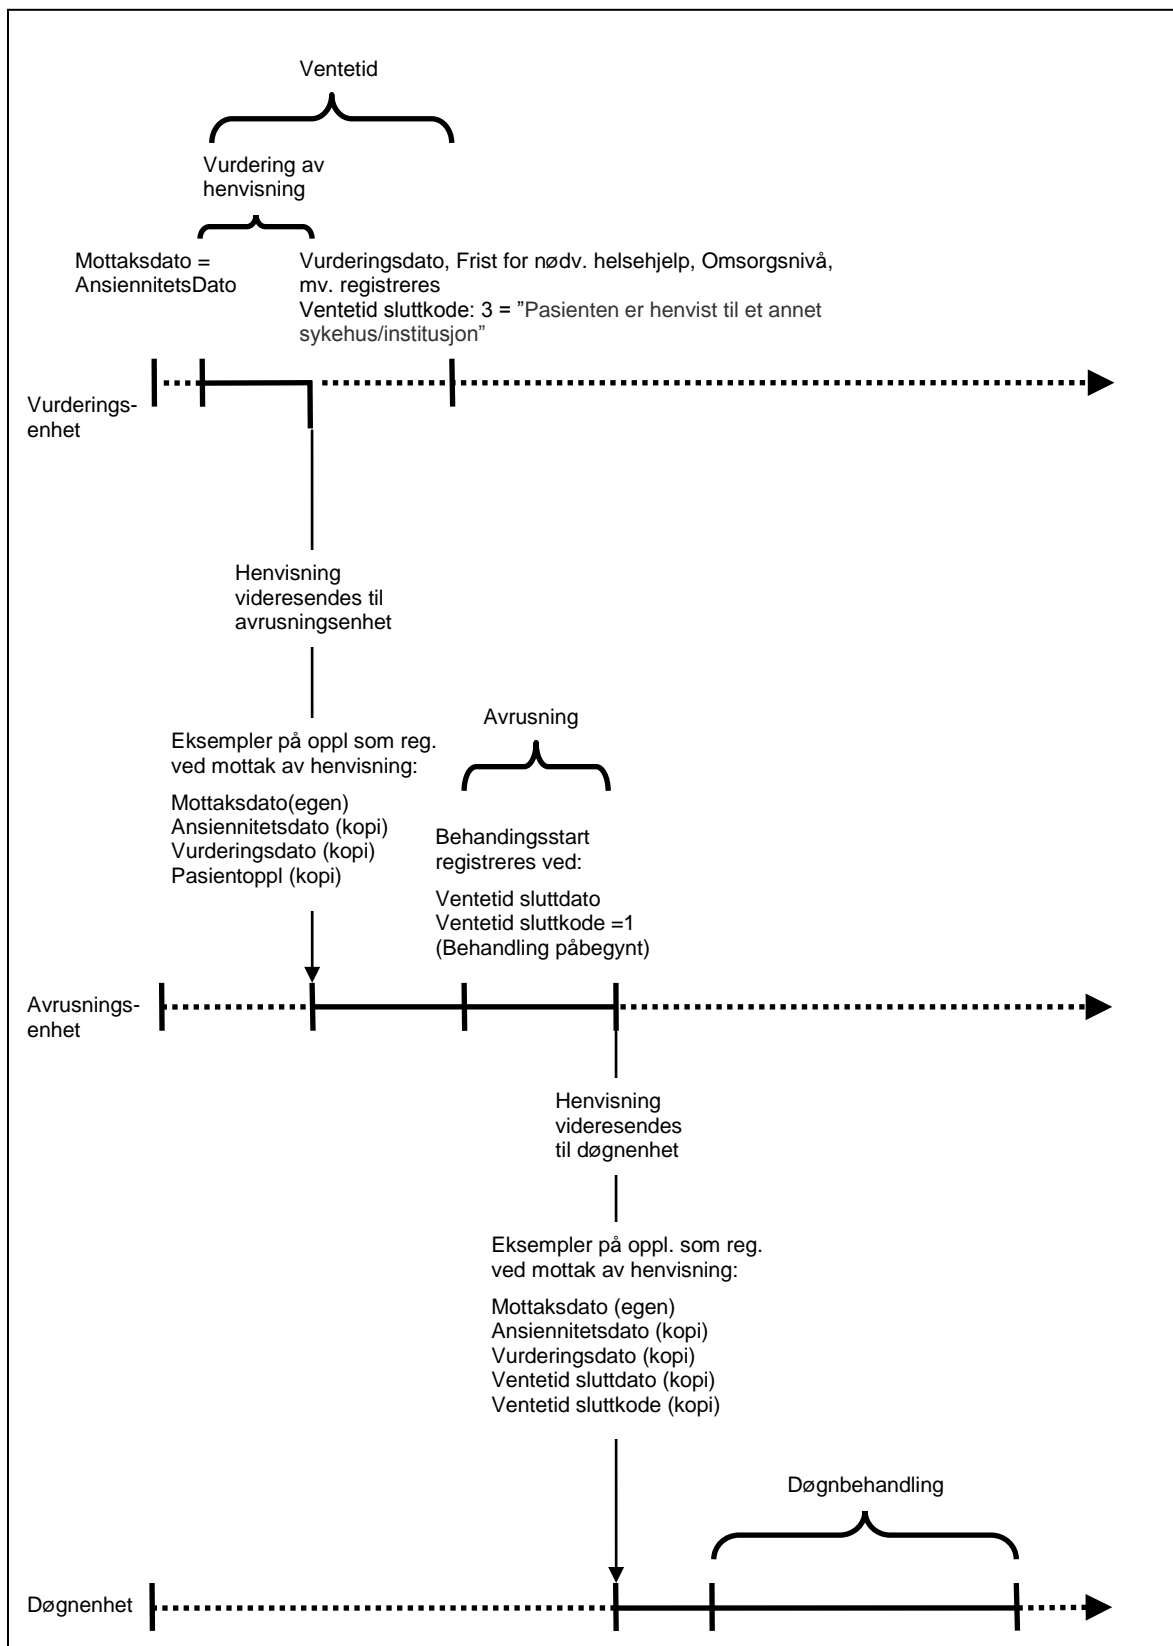 Ventetid
Vurdering av
henvisning
Mottaksdato =
AnsiennitetsDato
Vurderingsdato, Frist for nødv. helsehjelp, Omsorgsnivå,
mv. registreres
Ventetid sluttkode: 3 = ”Pasienten er henvist til et annet
sykehus/institusjon”
Vurderings-
enhet
Henvisning
videresendes til
avrusningsenhet
Eksempler på oppl som reg.
ved mottak av henvisning:
Mottaksdato(egen)
Ansiennitetsdato (kopi)
Vurderingsdato (kopi)
Pasientoppl (kopi)
Avrusning
Behandingsstart
registreres ved:
Ventetid sluttdato
Ventetid sluttkode =1
(Behandling påbegynt)
Avrusnings-
enhet
Henvisning
videresendes
til døgnenhet
Eksempler på oppl. som reg.
ved mottak av henvisning:
Mottaksdato (egen)
Ansiennitetsdato (kopi)
Vurderingsdato (kopi)
Ventetid sluttdato (kopi)
Ventetid sluttkode (kopi)
Døgnbehandling
Døgnenhet